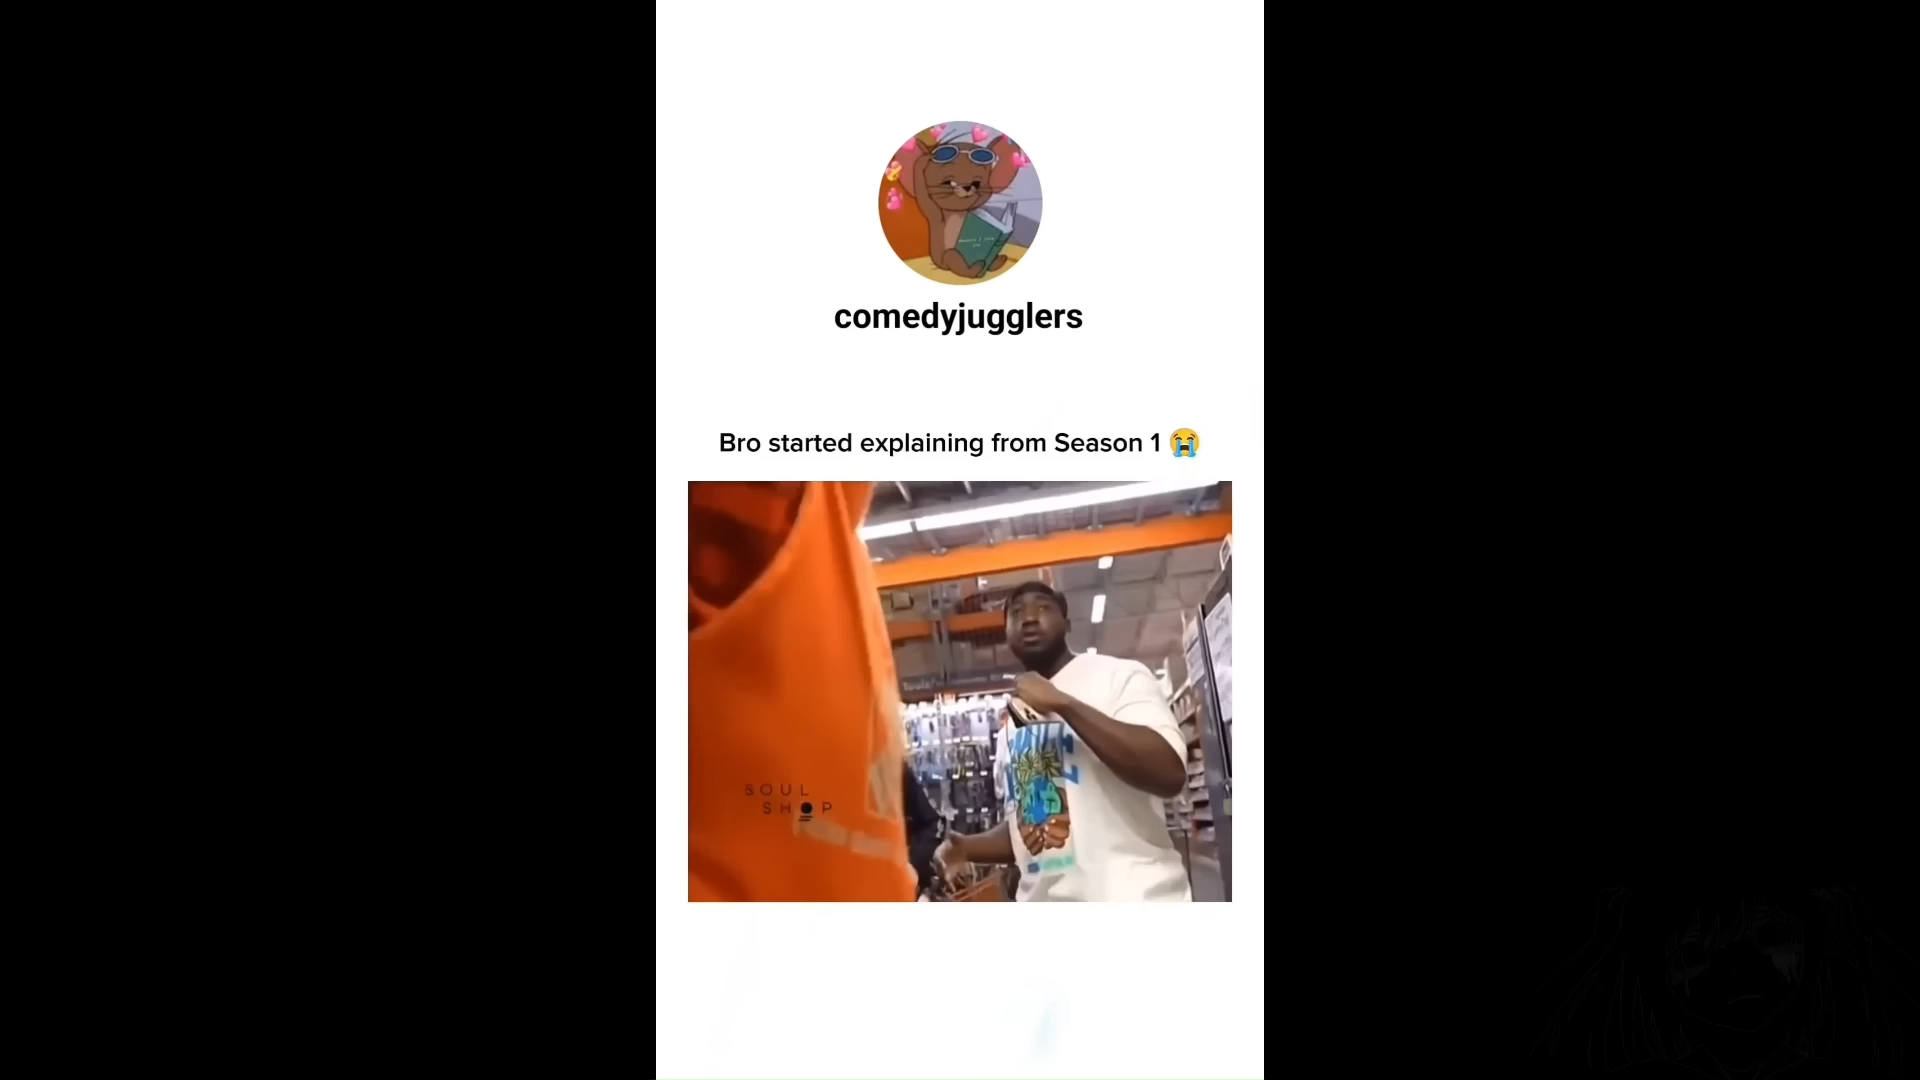 comedyjugglers
Bro started explaining from Season 1 😭
SOUL
SHOP